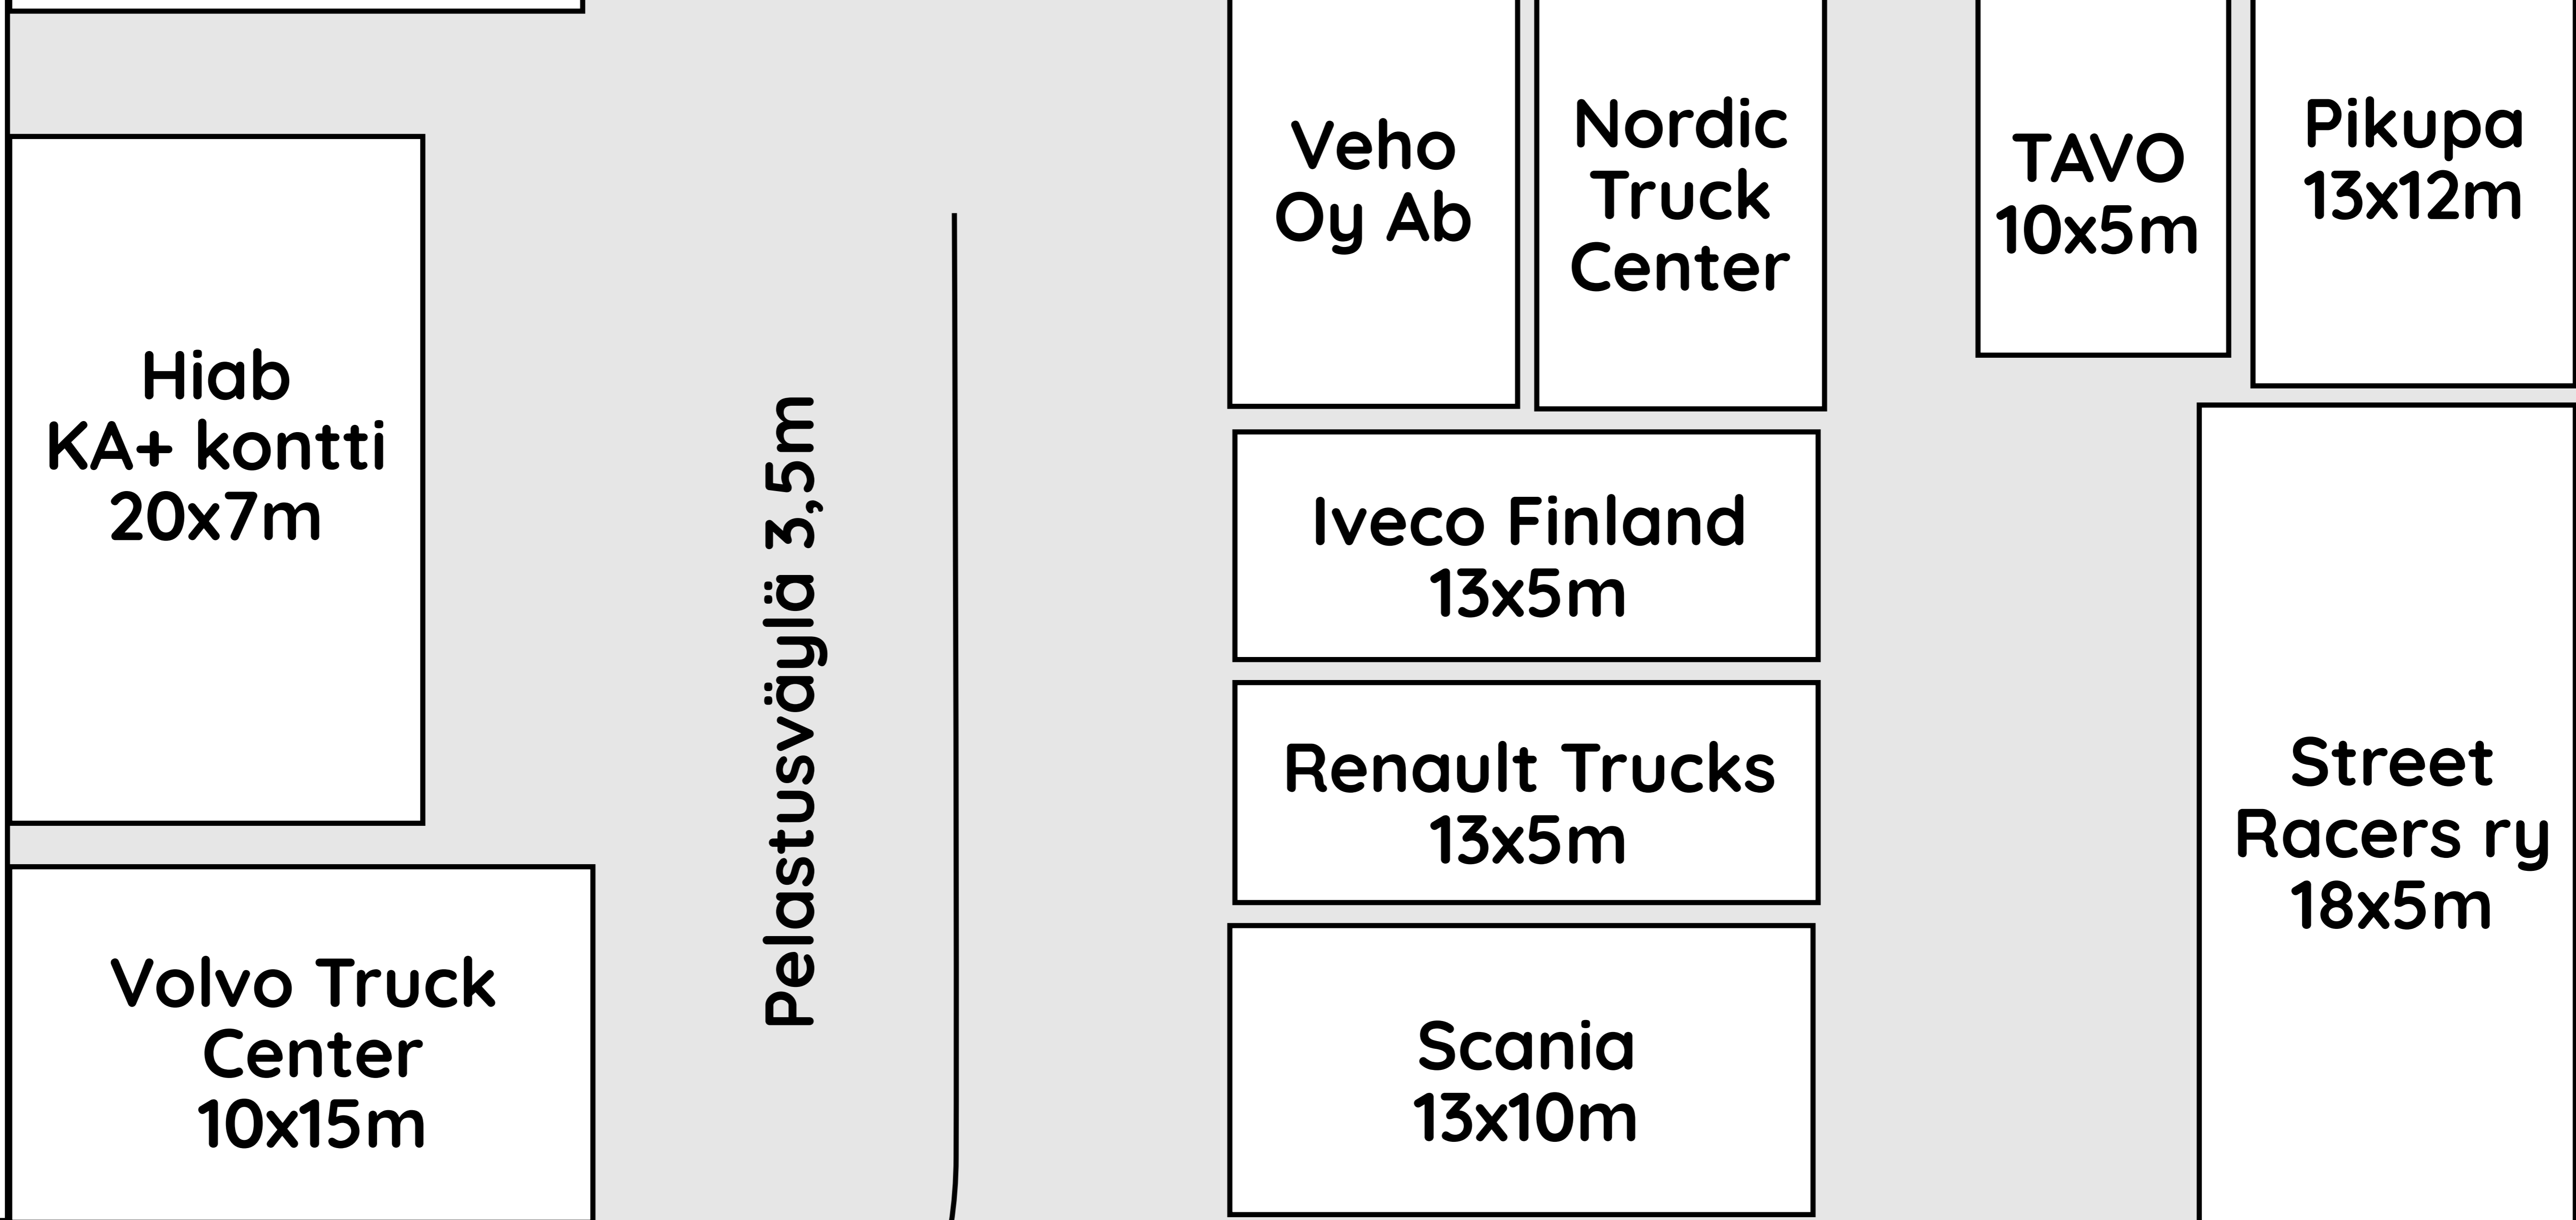 Hiab
KA+ kontti
20x7m
Volvo Truck
Center
10x15m
Pelastusväylä 3,5m
Veho
Oy Ab
Nordic
Truck
Center
Iveco Finland
13x5m
Renault Trucks
13x5m
Scania
13x10m
TAVO
10x5m
Pikupa
13x12m
Street
Racers ry
18x5m